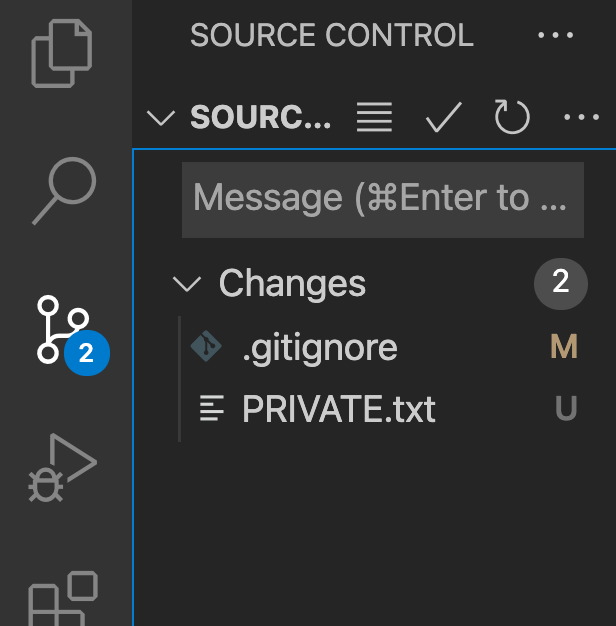 SOURCE CONTROL ···
SOURC... ···
Message (⌘Enter to ...
Changes 2
.gitignore M
2
PRIVATE.txt U